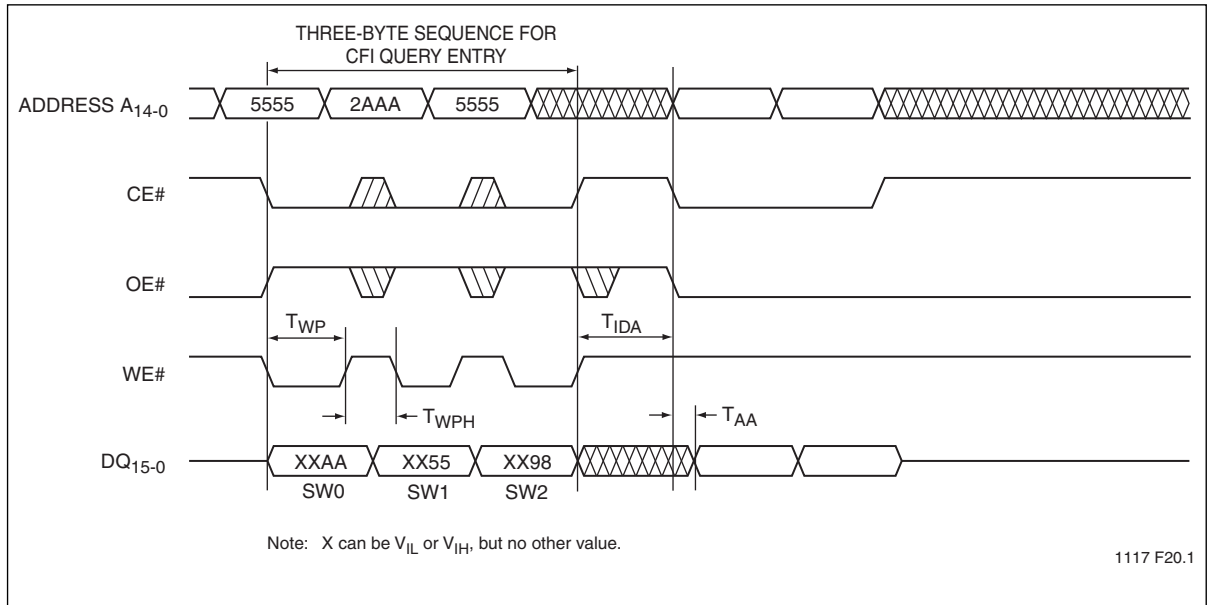 THREE-BYTE SEQUENCE FOR
CFI QUERY ENTRY
ADDRESS A14-0
5555 2AAA 5555
CE#
OE#
TWP TIDA
WE#
TWPH TAA
DQ15-0
XXAA XX55 XX98
SW0 SW1 SW2
Note: X can be VIL or VIH, but no other value.
1117 F20.1